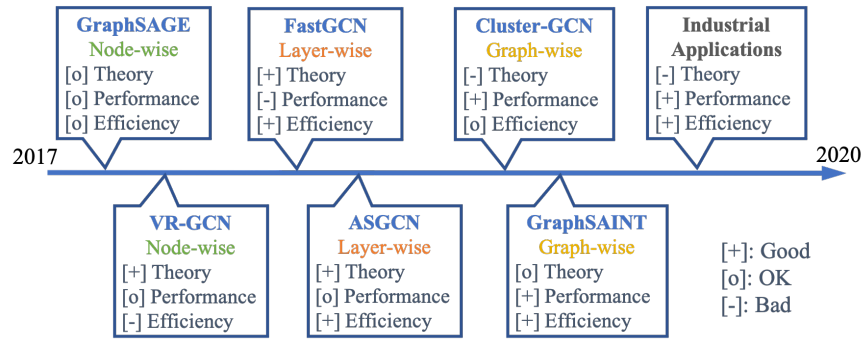 GraphSAGE
Node-wise
[o] Theory
[o] Performance
[o] Efficiency
FastGCN
Layer-wise
[+] Theory
[-] Performance
[+] Efficiency
Cluster-GCN
Graph-wise
[-] Theory
[+] Performance
[o] Efficiency
Industrial
Applications
[-] Theory
[+] Performance
[+] Efficiency
2017
2020
VR-GCN
Node-wise
[+] Theory
[o] Performance
[-] Efficiency
ASGCN
Layer-wise
[+] Theory
[o] Performance
[+] Efficiency
GraphSAINT
Graph-wise
[o] Theory
[+] Performance
[+] Efficiency
[+]: Good
[o]: OK
[-]: Bad